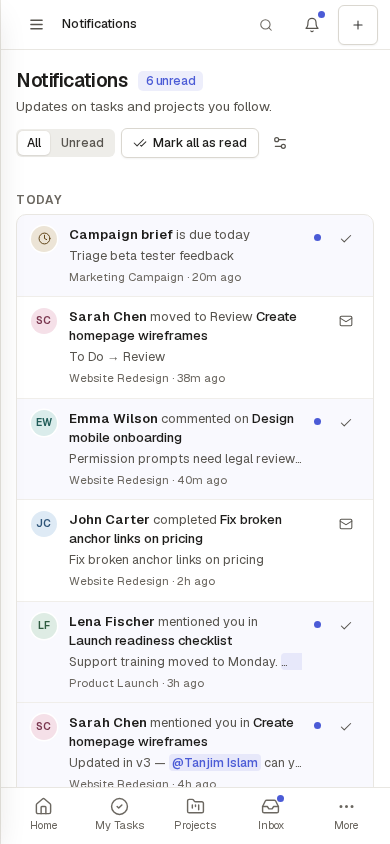 Notifications
Notifications
6 unread
Updates on tasks and projects you follow.
All
Unread
Mark all as read
TODAY
Campaign brief is due today
Triage beta tester feedback
Marketing Campaign · 20m ago
SC
Sarah Chen moved to Review Create
homepage wireframes
To Do → Review
Website Redesign · 38m ago
EW
Emma Wilson commented on Design
mobile onboarding
Permission prompts need legal review…
Website Redesign · 40m ago
JC
John Carter completed Fix broken
anchor links on pricing
Fix broken anchor links on pricing
Website Redesign · 2h ago
LF
Lena Fischer mentioned you in
Launch readiness checklist
Support training moved to Monday. …
Product Launch · 3h ago
SC
Sarah Chen mentioned you in Create
homepage wireframes
Updated in v3 — @Tanjim Islam can y…
Website Redesign · 4h ago
Home
My Tasks
Projects
Inbox
More